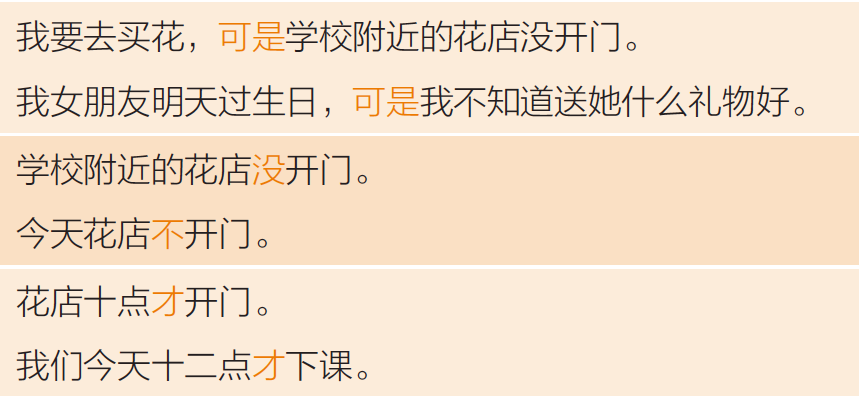 我要去买花，可是学校附近的花店没开门。
我女朋友明天过生日，可是我不知道送她什么礼物好。
学校附近的花店没开门。
今天花店不开门。
花店十点才开门。
我们今天十二点才下课。